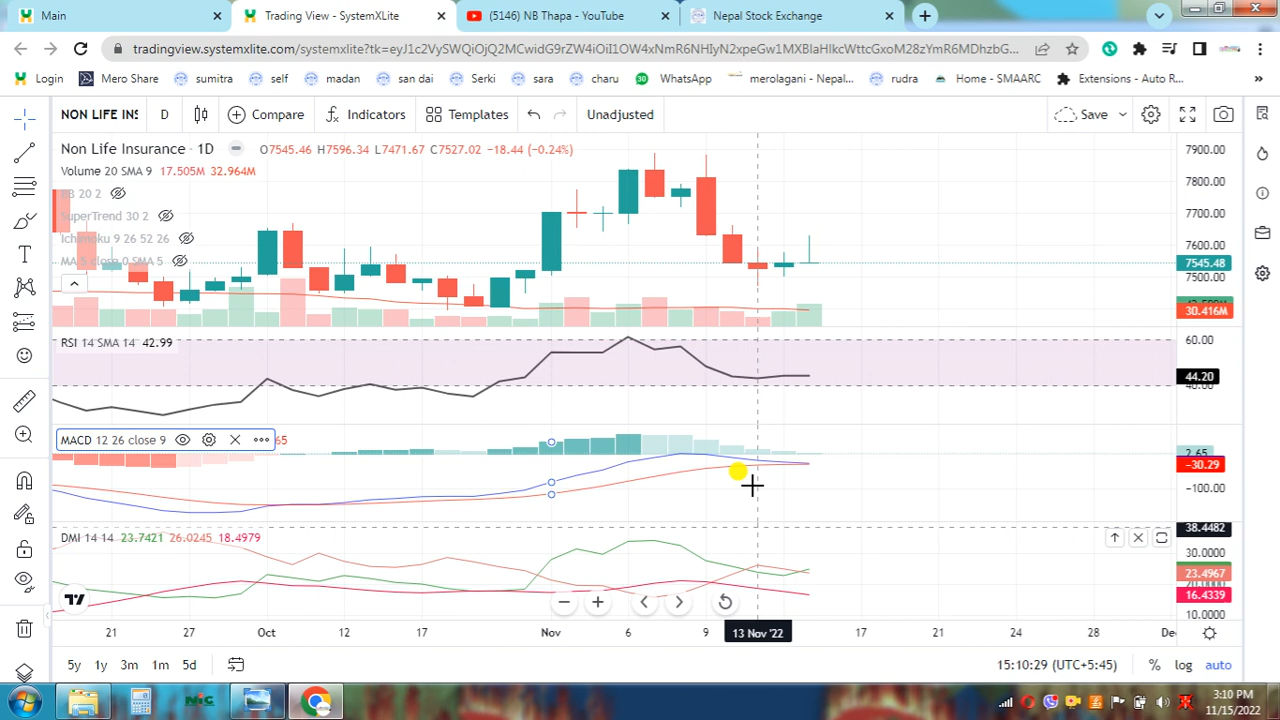 Main
Trading View - SystemXLite
(5146) NB Thapa - YouTube
Nepal Stock Exchange
tradingview.systemxlite.com/systemxlite?tk=
Login
Mero Share
sumitra
self
madan
san dai
Serki
sara
charu
30
WhatsApp
merolagani - Nepal...
rudra
Home - SMAARC
Extensions - Auto R...
»
NON LIFE INS
D
Compare
Indicators
Templates
Unadjusted
Save
Non Life Insurance · 1D
O7545.46 H7596.34 L7471.67 C7527.02 −18.44 (−0.24%)
Volume 20 SMA 9 17.505M 32.964M
BB 20 2
SuperTrend 30 2
Ichimoku 9 26 52 26
MA 5 close 0 SMA 5
7900.00
7800.00
7700.00
7600.00
7545.48
7500.00
30.416M
RSI 14 SMA 14 42.99
60.00
44.20
40.00
MACD 12 26 close 9
65
2.65
−30.29
−100.00
DMI 14 14 23.7421 26.0245 18.4979
38.4482
30.0000
23.4967
20.0000
16.4339
10.0000
21
27
Oct
12
17
Nov
6
9
13 Nov '22
17
21
24
28
Dec
5y
1y
3m
1m
5d
15:10:29 (UTC+5:45)
%
log
auto
NIC
3:10 PM
11/15/2022